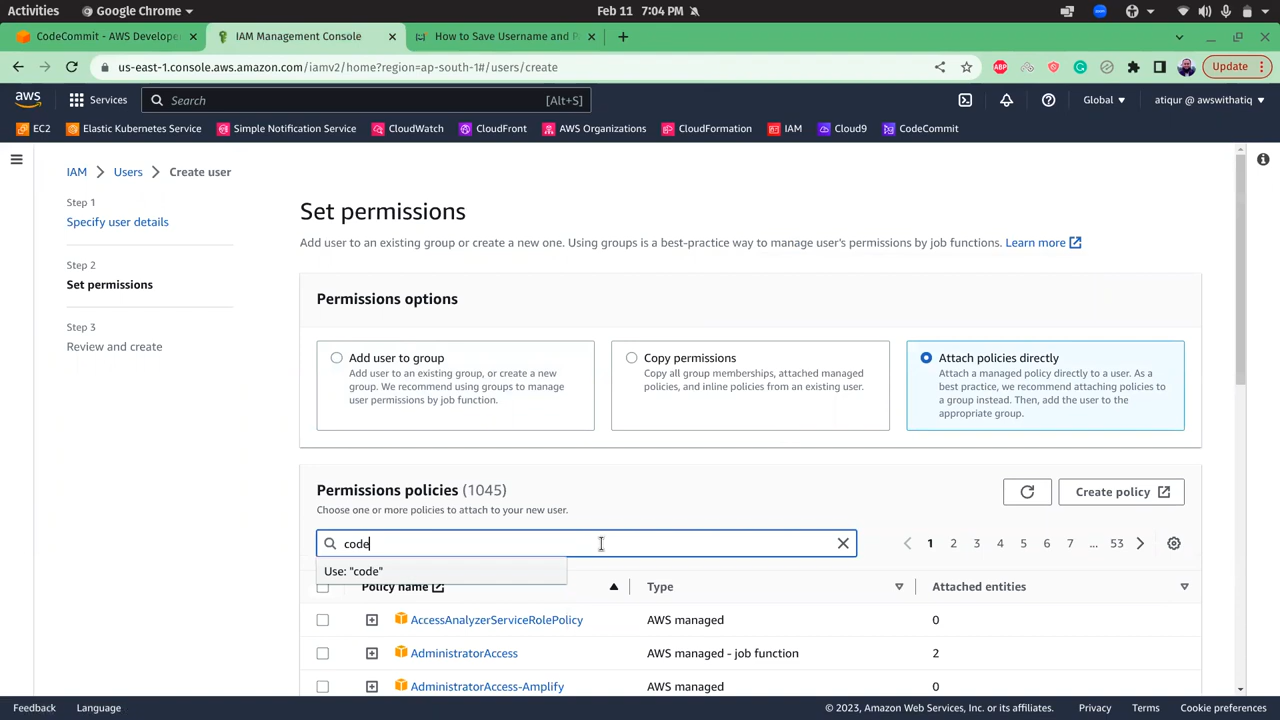 Activities
Google Chrome
Feb 11 7:04 PM
CodeCommit - AWS Develope
IAM Management Console
How to Save Username and P
us-east-1.console.aws.amazon.com/iamv2/home?region=ap-south-1#/users/create
ABP
Update
aws
Services
Search
[Alt+S]
Global
atiqur @ awswithatiq
EC2
Elastic Kubernetes Service
Simple Notification Service
CloudWatch
CloudFront
AWS Organizations
CloudFormation
IAM
Cloud9
CodeCommit
IAM > Users > Create user
Step 1
Specify user details
Step 2
Set permissions
Step 3
Review and create
Set permissions
Add user to an existing group or create a new one. Using groups is a best-practice way to manage user's permissions by job functions. Learn more
Permissions options
Add user to group
Add user to an existing group, or create a new
group. We recommend using groups to manage
user permissions by job function.
Copy permissions
Copy all group memberships, attached managed
policies, and inline policies from an existing user.
Attach policies directly
Attach a managed policy directly to a user. As a
best practice, we recommend attaching policies to
a group instead. Then, add the user to the
appropriate group.
Permissions policies (1045)
Choose one or more policies to attach to your new user.
Create policy
code
1 2 3 4 5 6 7 ... 53
Use: "code"
Policy name
Type
Attached entities
AccessAnalyzerServiceRolePolicy
AWS managed
0
AdministratorAccess
AWS managed - job function
2
AdministratorAccess-Amplify
AWS managed
0
Feedback
Language
© 2023, Amazon Web Services, Inc. or its affiliates.
Privacy
Terms
Cookie preferences